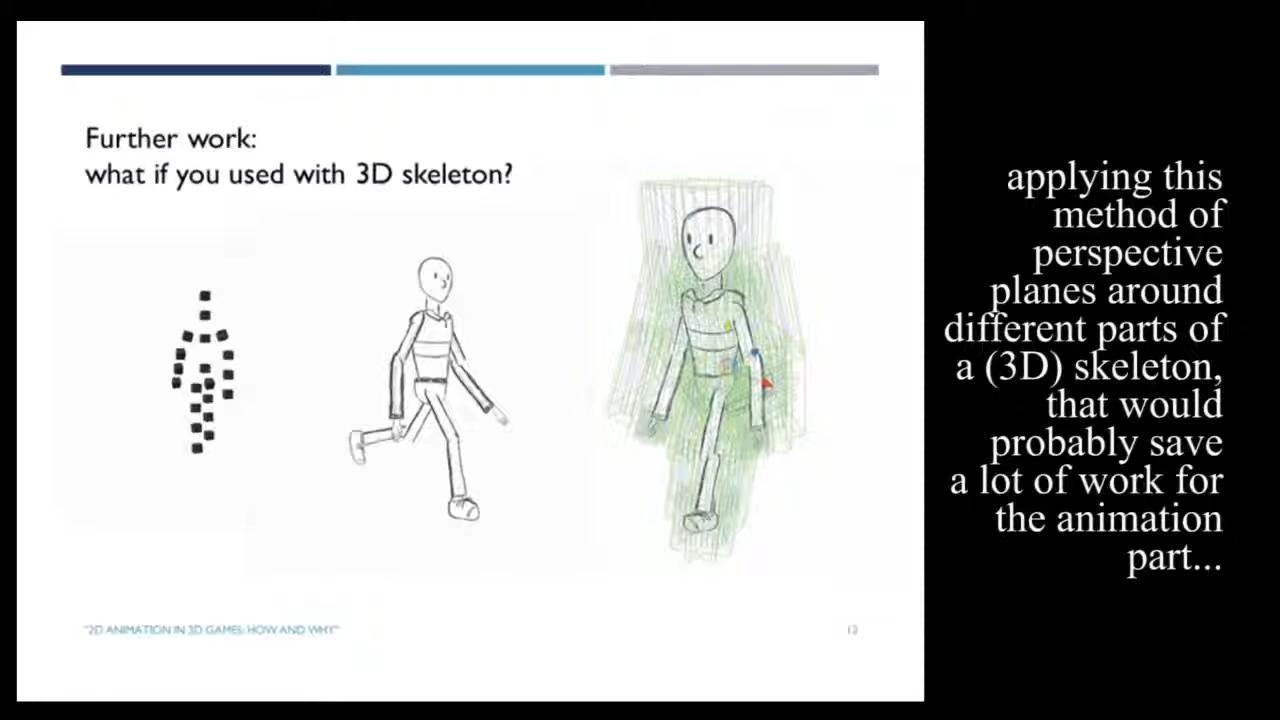 Further work:
what if you used with 3D skeleton?
"2D ANIMATION IN 3D GAMES: HOW AND WHY"
applying this
method of
perspective
planes around
different parts of
a (3D) skeleton,
that would
probably save
a lot of work for
the animation
part...